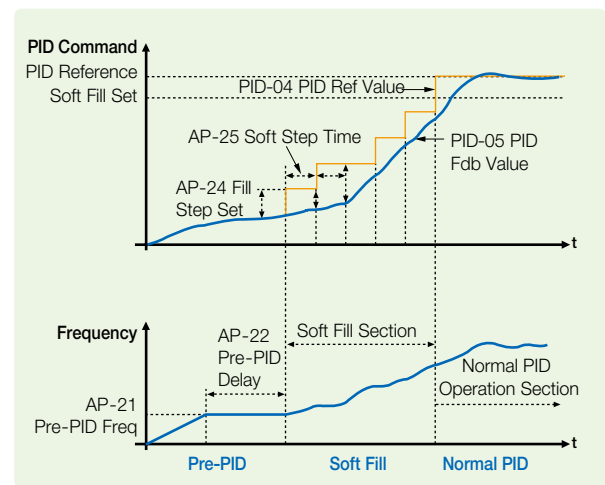 PID Command
PID Reference
Soft Fill Set
PID-04 PID Ref Value
AP-25 Soft Step Time
PID-05 PID
Fdb Value
AP-24 Fill
Step Set
t
Frequency
AP-22
Pre-PID
Delay
Soft Fill Section
Normal PID
Operation Section
AP-21
Pre-PID Freq
t
Pre-PID
Soft Fill
Normal PID